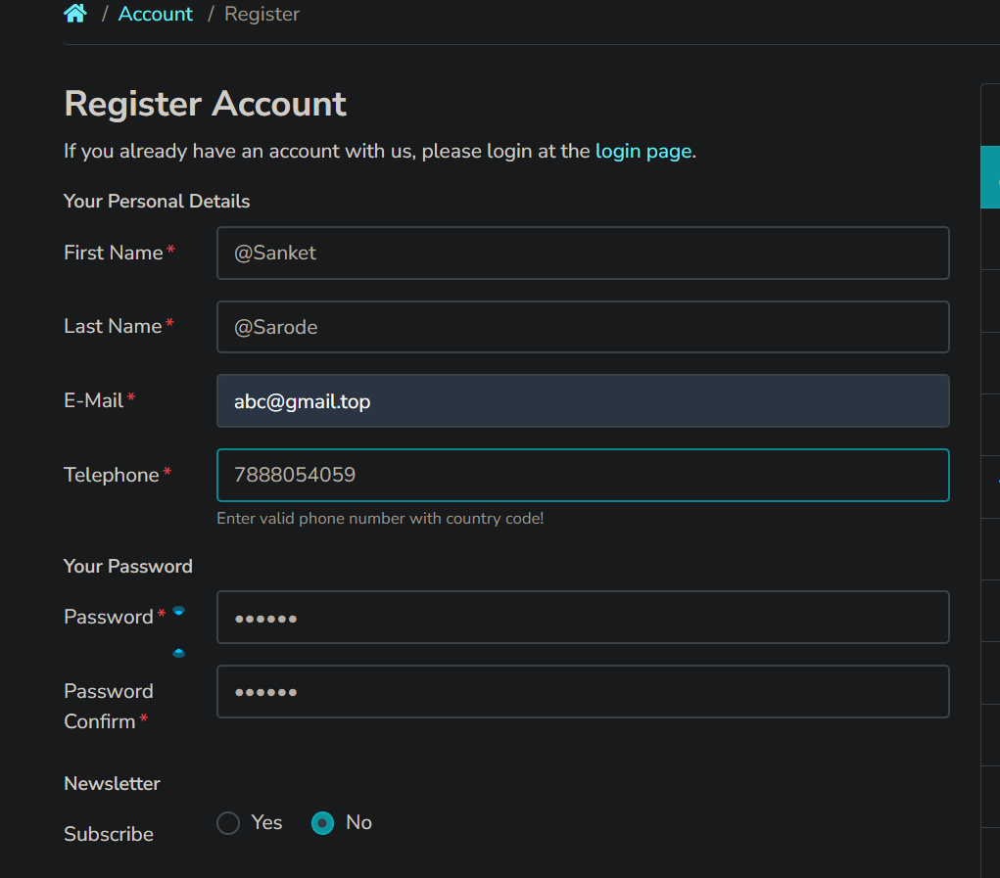 / Account / Register
Register Account
If you already have an account with us, please login at the login page.
Your Personal Details
First Name* @Sanket
Last Name* @Sarode
E-Mail* abc@gmail.top
Telephone* 7888054059
Enter valid phone number with country code!
Your Password
Password* ••••••
Password
Confirm* ••••••
Newsletter
Subscribe Yes No